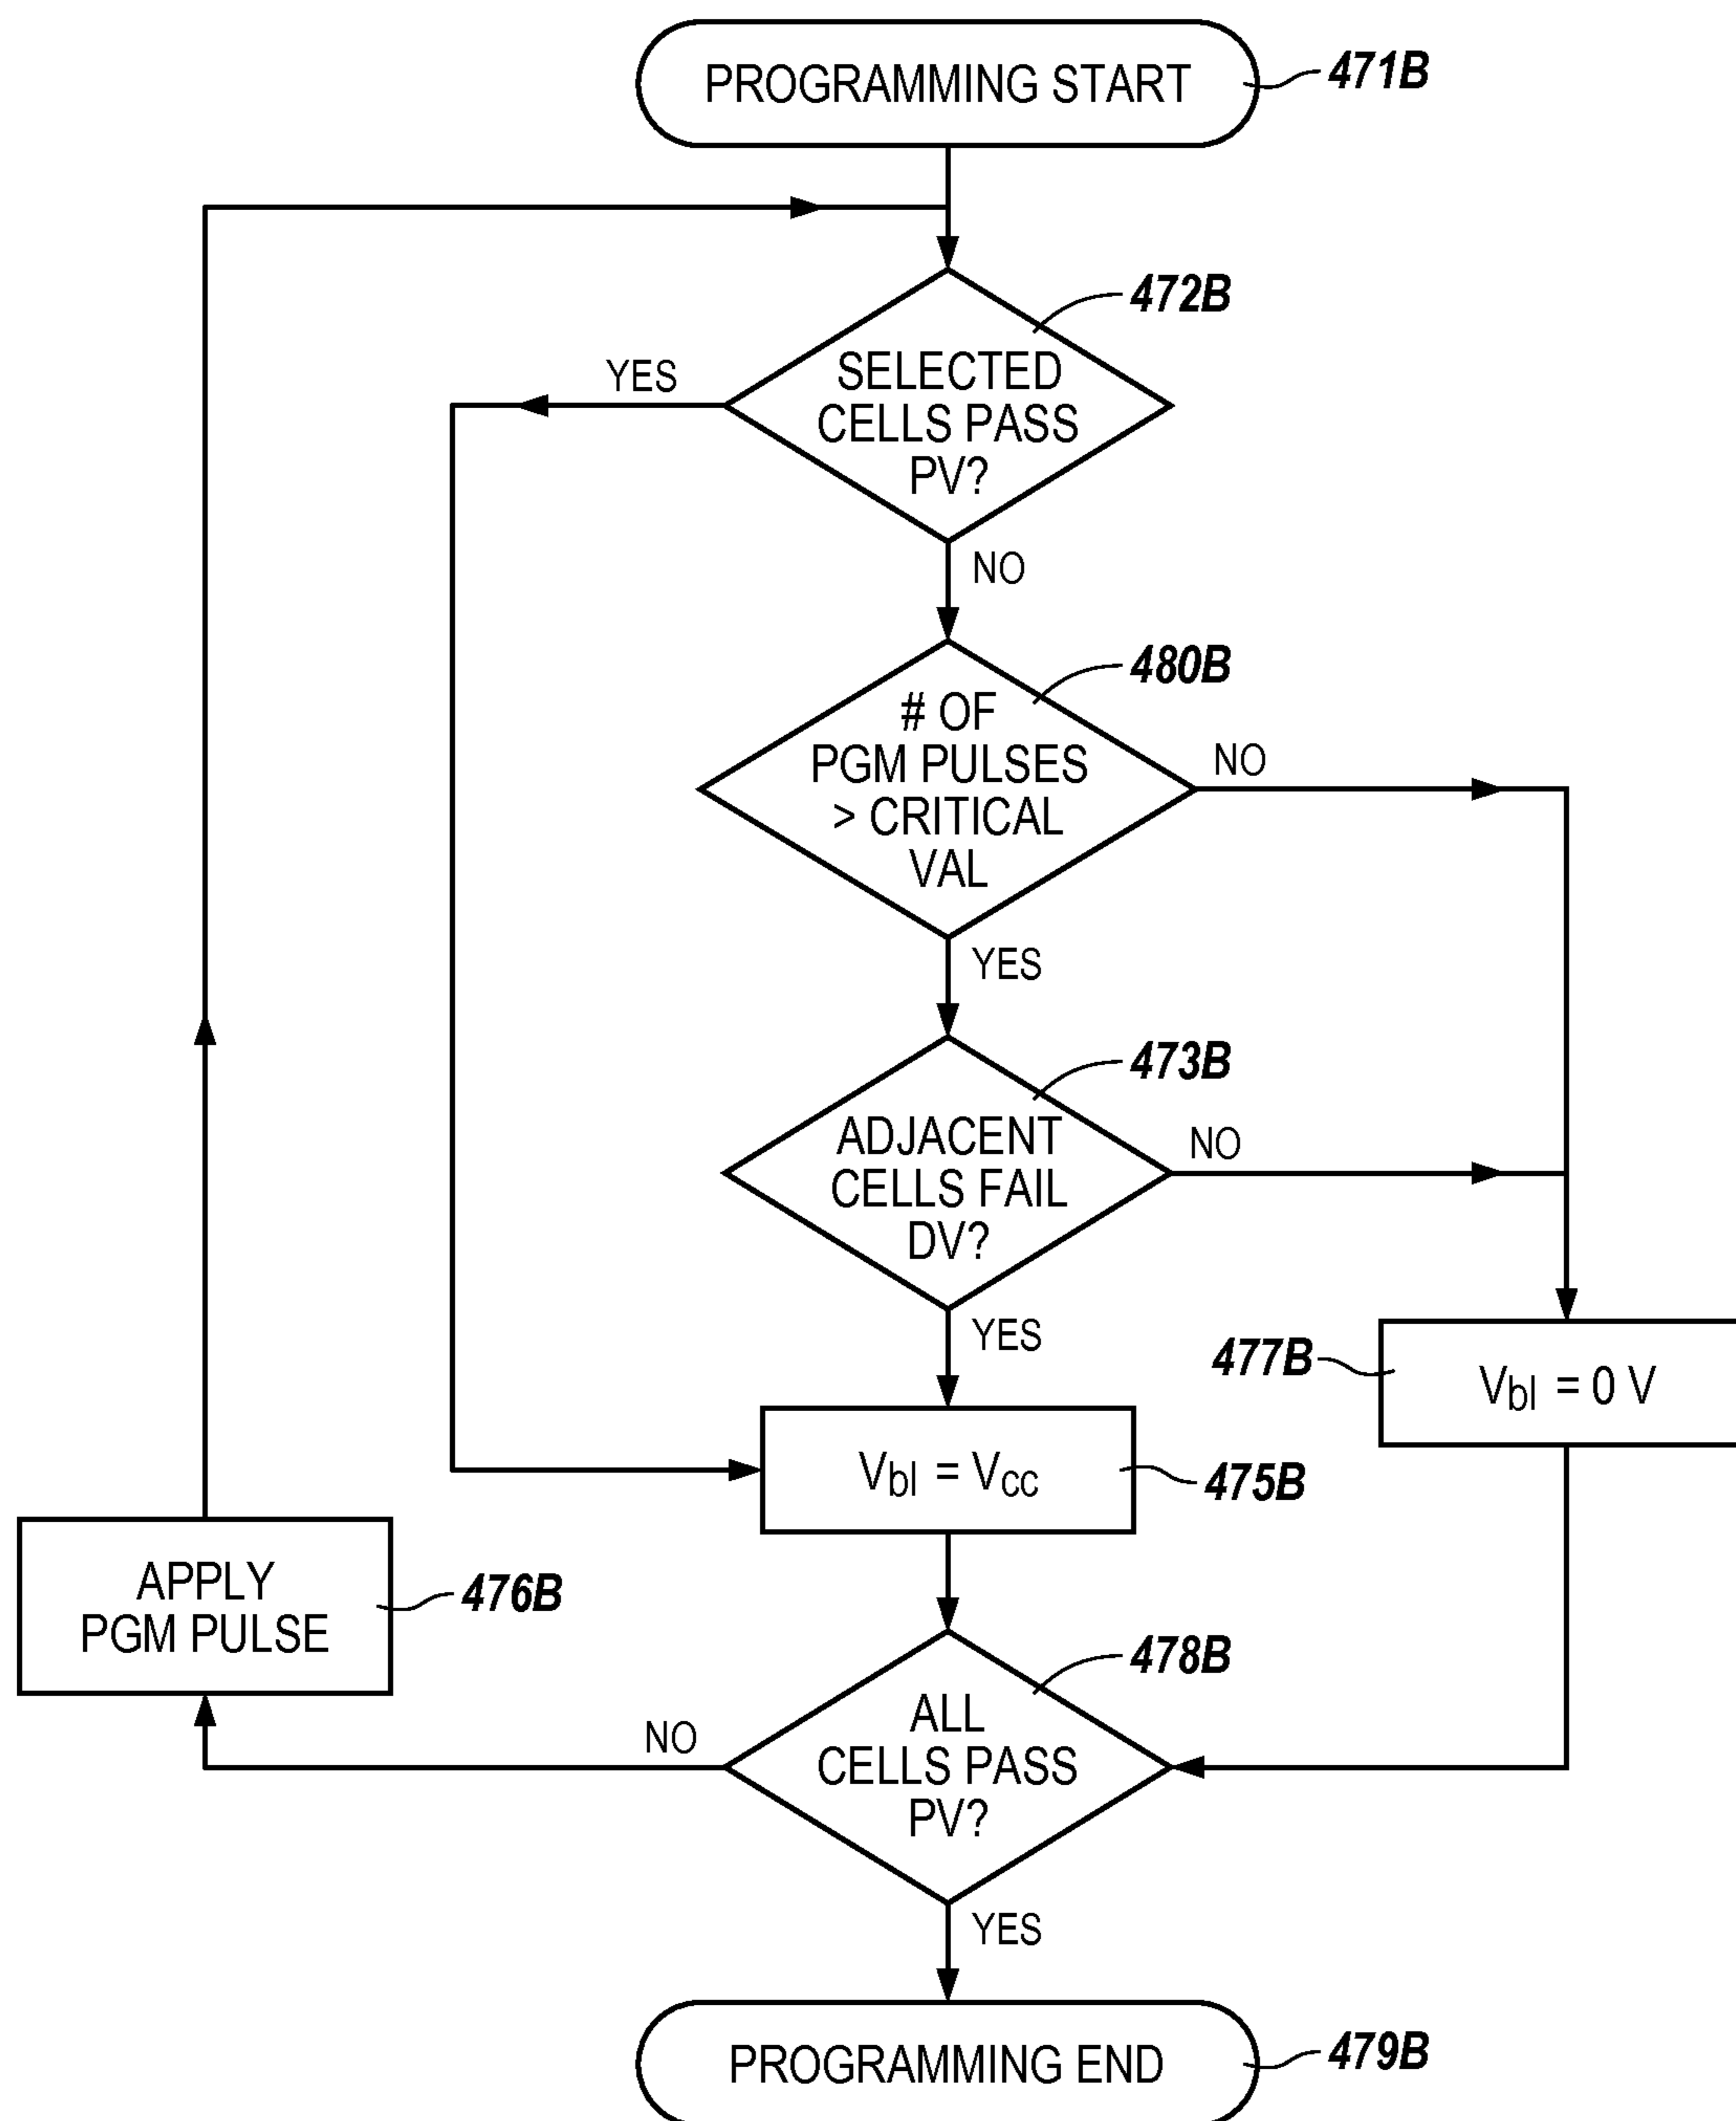 PROGRAMMING START
471B
472B
SELECTED
CELLS PASS
PV?
YES
NO
480B
# OF
PGM PULSES
> CRITICAL
VAL
NO
YES
473B
ADJACENT
CELLS FAIL
DV?
NO
YES
477B
Vbl = 0 V
Vbl = Vcc
475B
APPLY
PGM PULSE
476B
478B
ALL
CELLS PASS
PV?
NO
YES
PROGRAMMING END
479B